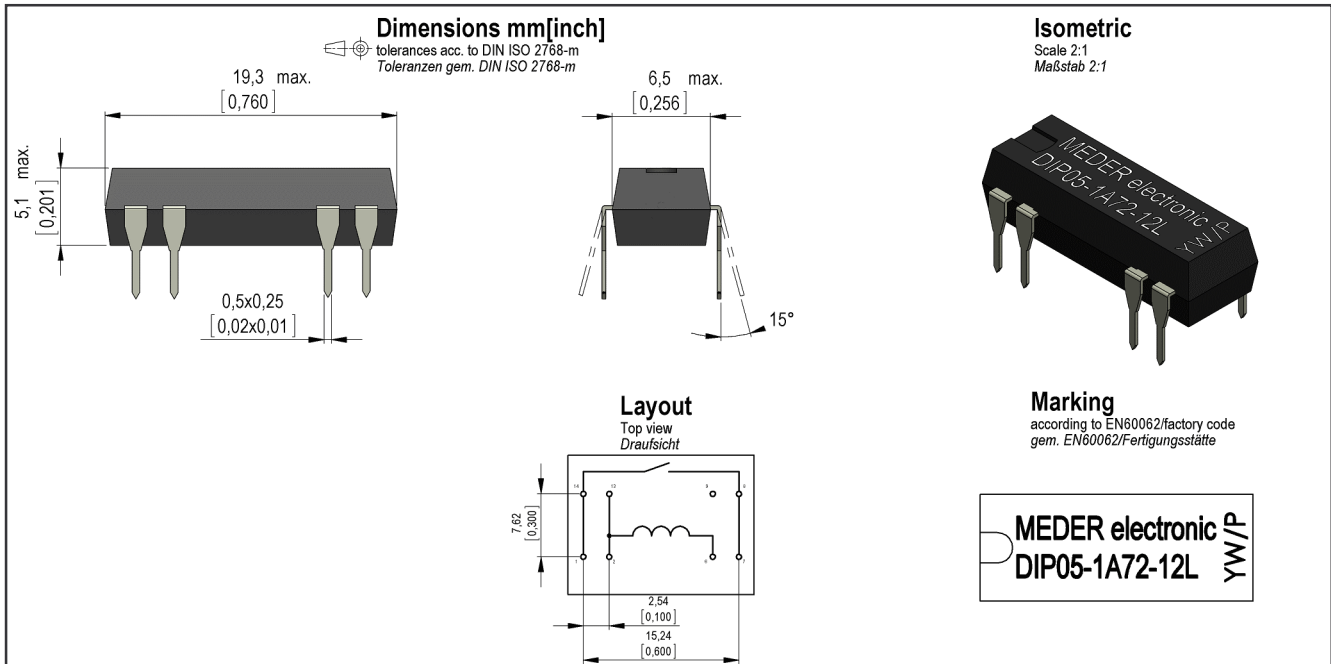 Dimensions mm[inch]
tolerances acc. to DIN ISO 2768-m
Toleranzen gem. DIN ISO 2768-m
Isometric
Scale 2:1
Maßstab 2:1
19,3 max.
[0,760]
6,5 max.
[0,256]
5,1 max.
[0,201]
0,5x0,25
[0,02x0,01]
15°
MEDER electronic
DIP05-1A72-12L
YW/P
Layout
Top view
Draufsicht
14 13 9 8
7,62
[0,300]
1 2 6 7
2,54
[0,100]
15,24
[0,600]
Marking
according to EN60062/factory code
gem. EN60062/Fertigungsstätte
MEDER electronic
DIP05-1A72-12L
YW/P